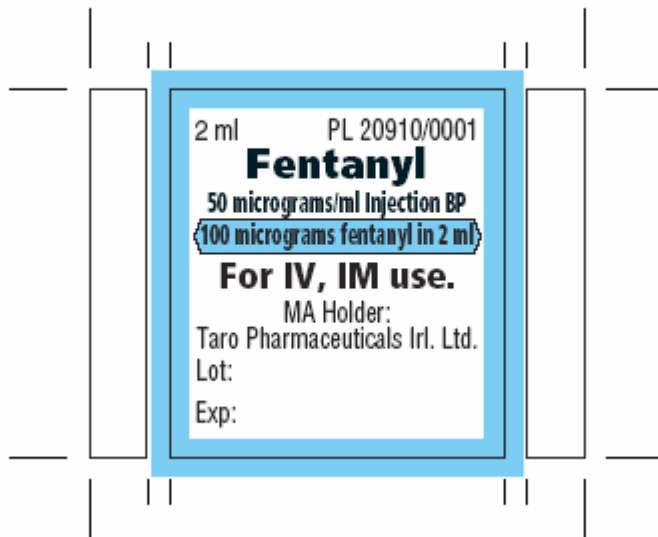 2 ml PL 20910/0001
Fentanyl
50 micrograms/ml Injection BP
100 micrograms fentanyl in 2 ml
For IV, IM use.
MA Holder:
Taro Pharmaceuticals Irl. Ltd.
Lot:
Exp: